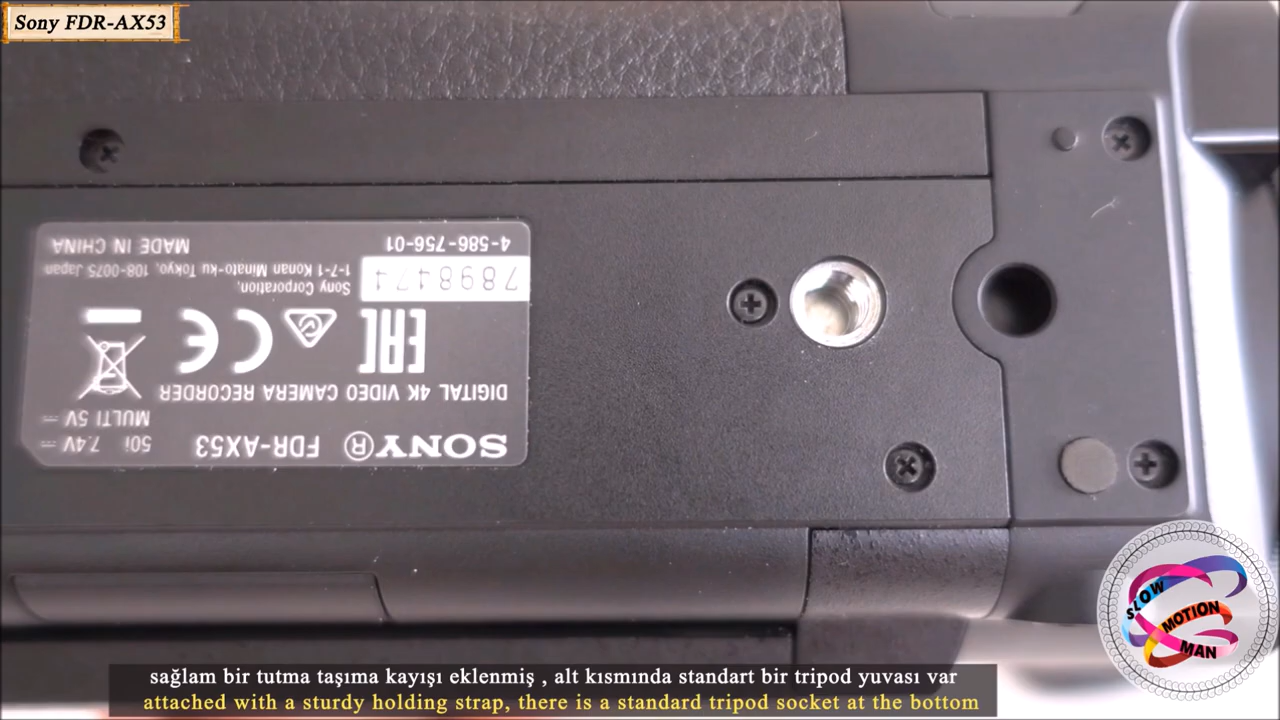 Sony FDR-AX53
SONY® FDR-AX53
50i 7.4V
MULTI 5V
DIGITAL 4K VIDEO CAMERA RECORDER
EAC CE
7898474
Sony Corporation.
1-7-1 Konan Minato-ku Tokyo, 108-0075 Japan
4-586-756-01
MADE IN CHINA
SLOW
MOTION
MAN
sağlam bir tutma taşıma kayışı eklenmiş , alt kısmında standart bir tripod yuvası var
attached with a sturdy holding strap, there is a standard tripod socket at the bottom